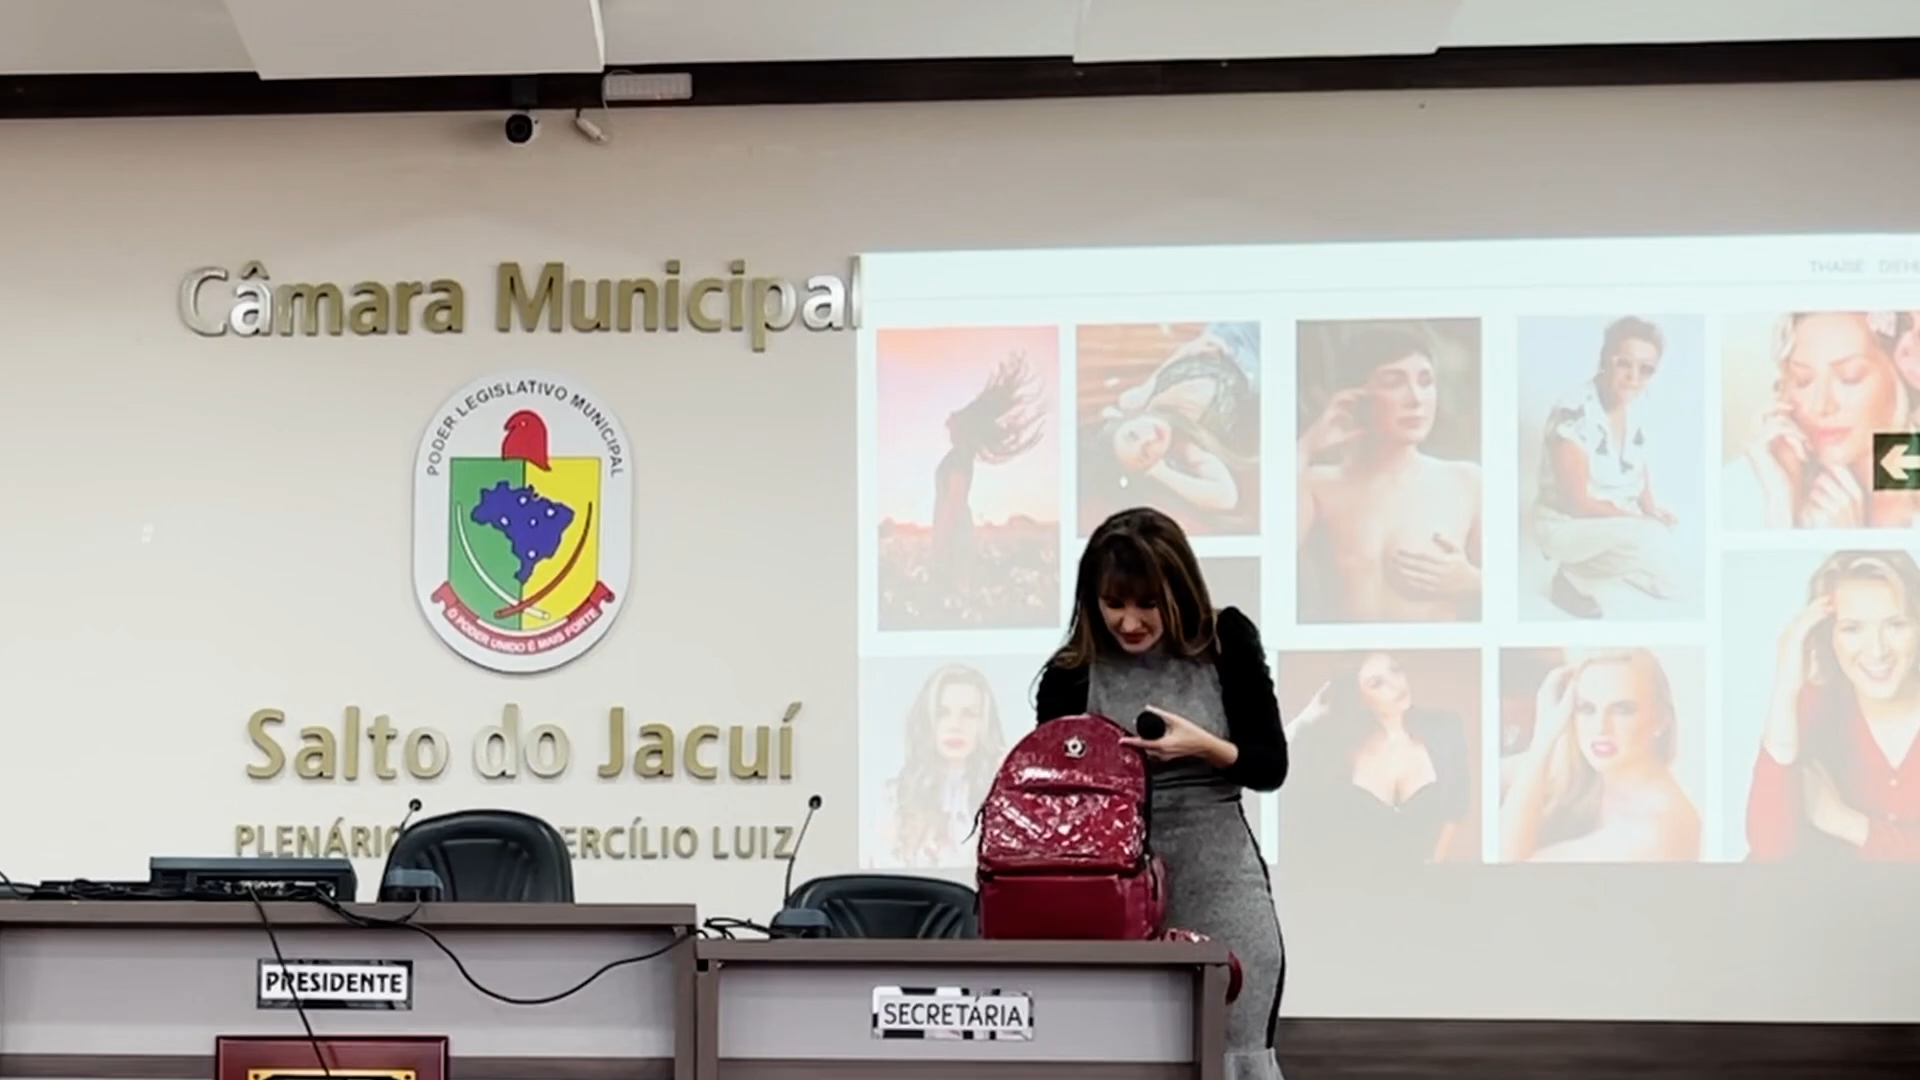 Câmara Municipal
PODER LEGISLATIVO MUNICIPAL
O PODER UNIDO É MAIS FORTE
Salto do Jacuí
PLENÁRIO ERCÍLIO LUIZ
PRESIDENTE
SECRETÁRIA